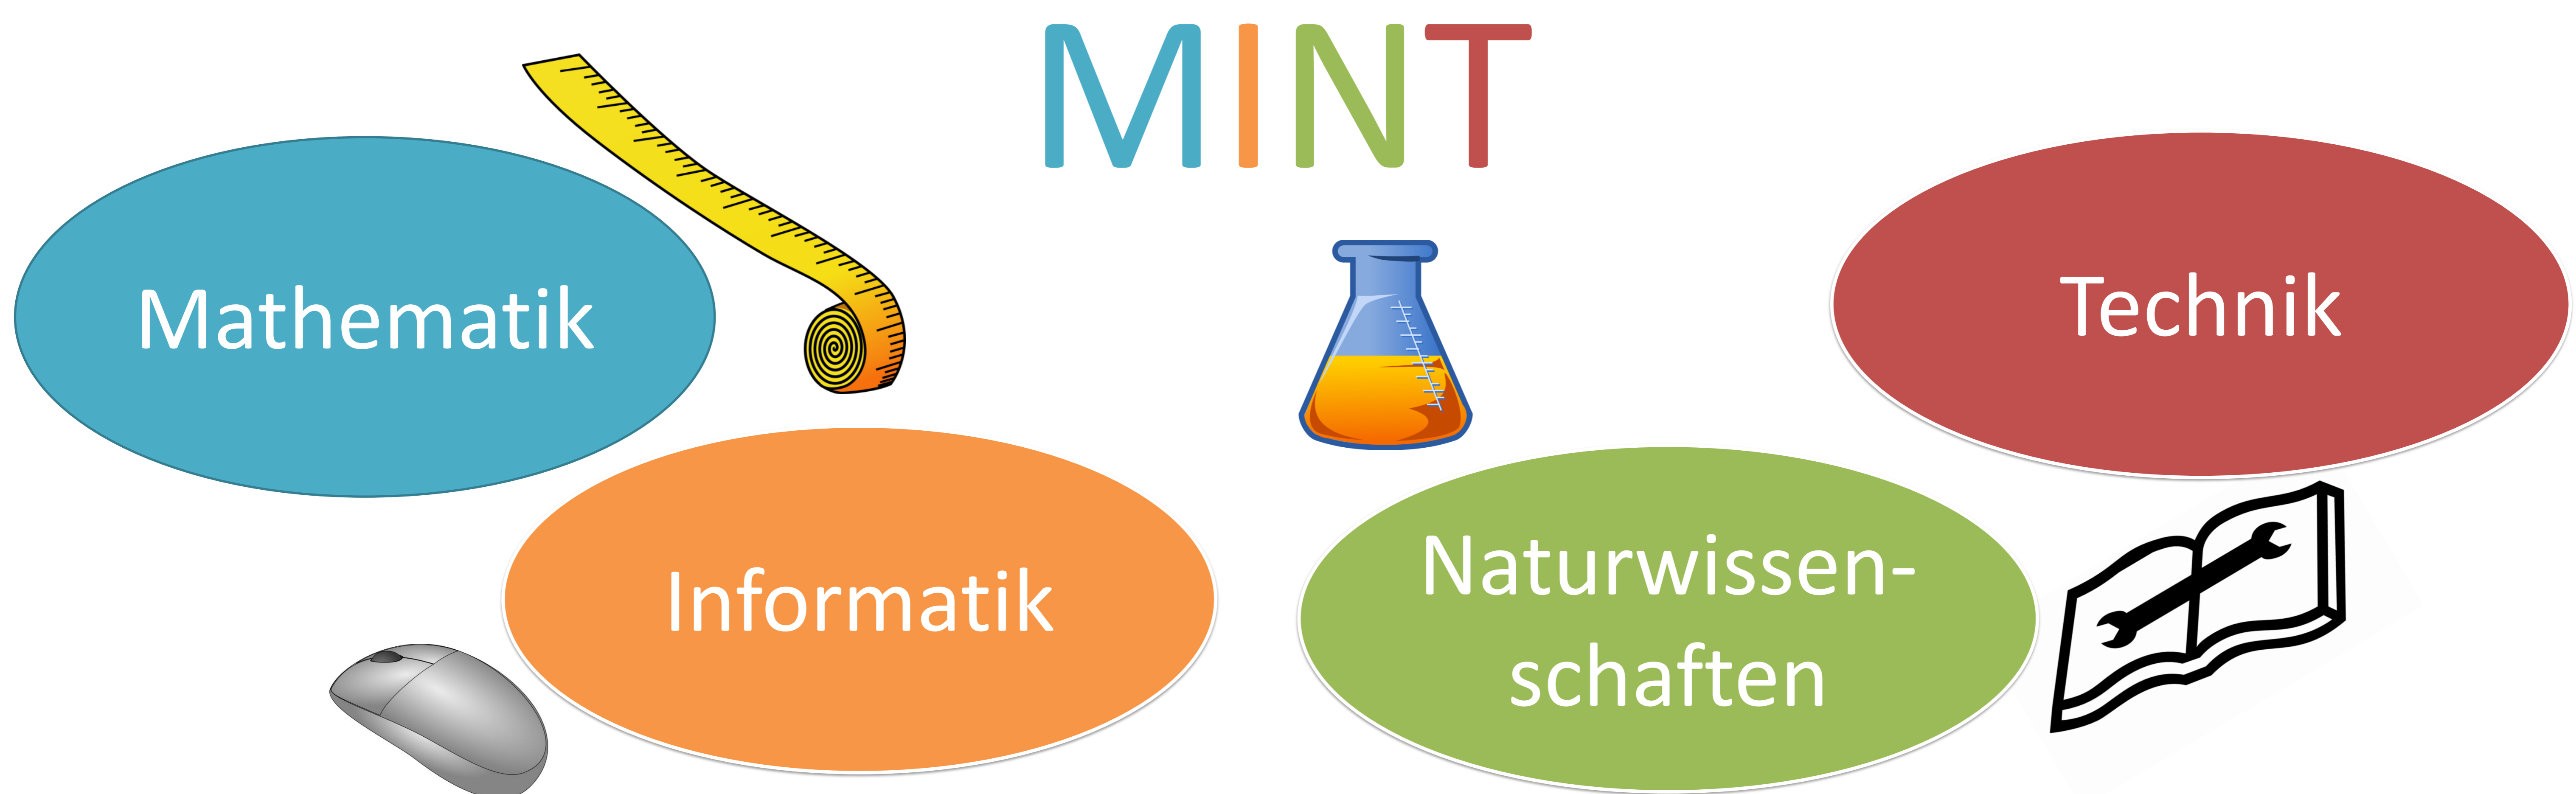 MINT
Mathematik
Informatik
Naturwissen-
schaften
Technik